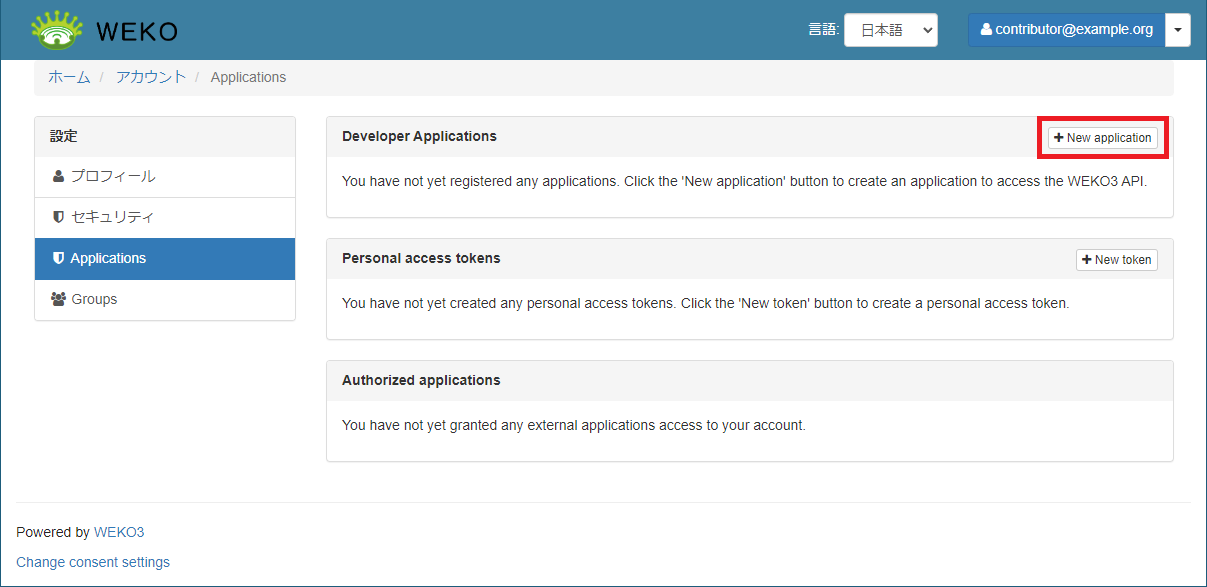 WEKO
言語: 日本語 contributor@example.org
ホーム / アカウント / Applications
設定
プロフィール
セキュリティ
Applications
Groups
Developer Applications
New application
You have not yet registered any applications. Click the 'New application' button to create an application to access the WEKO3 API.
Personal access tokens
New token
You have not yet created any personal access tokens. Click the 'New token' button to create a personal access token.
Authorized applications
You have not yet granted any external applications access to your account.
Powered by WEKO3
Change consent settings